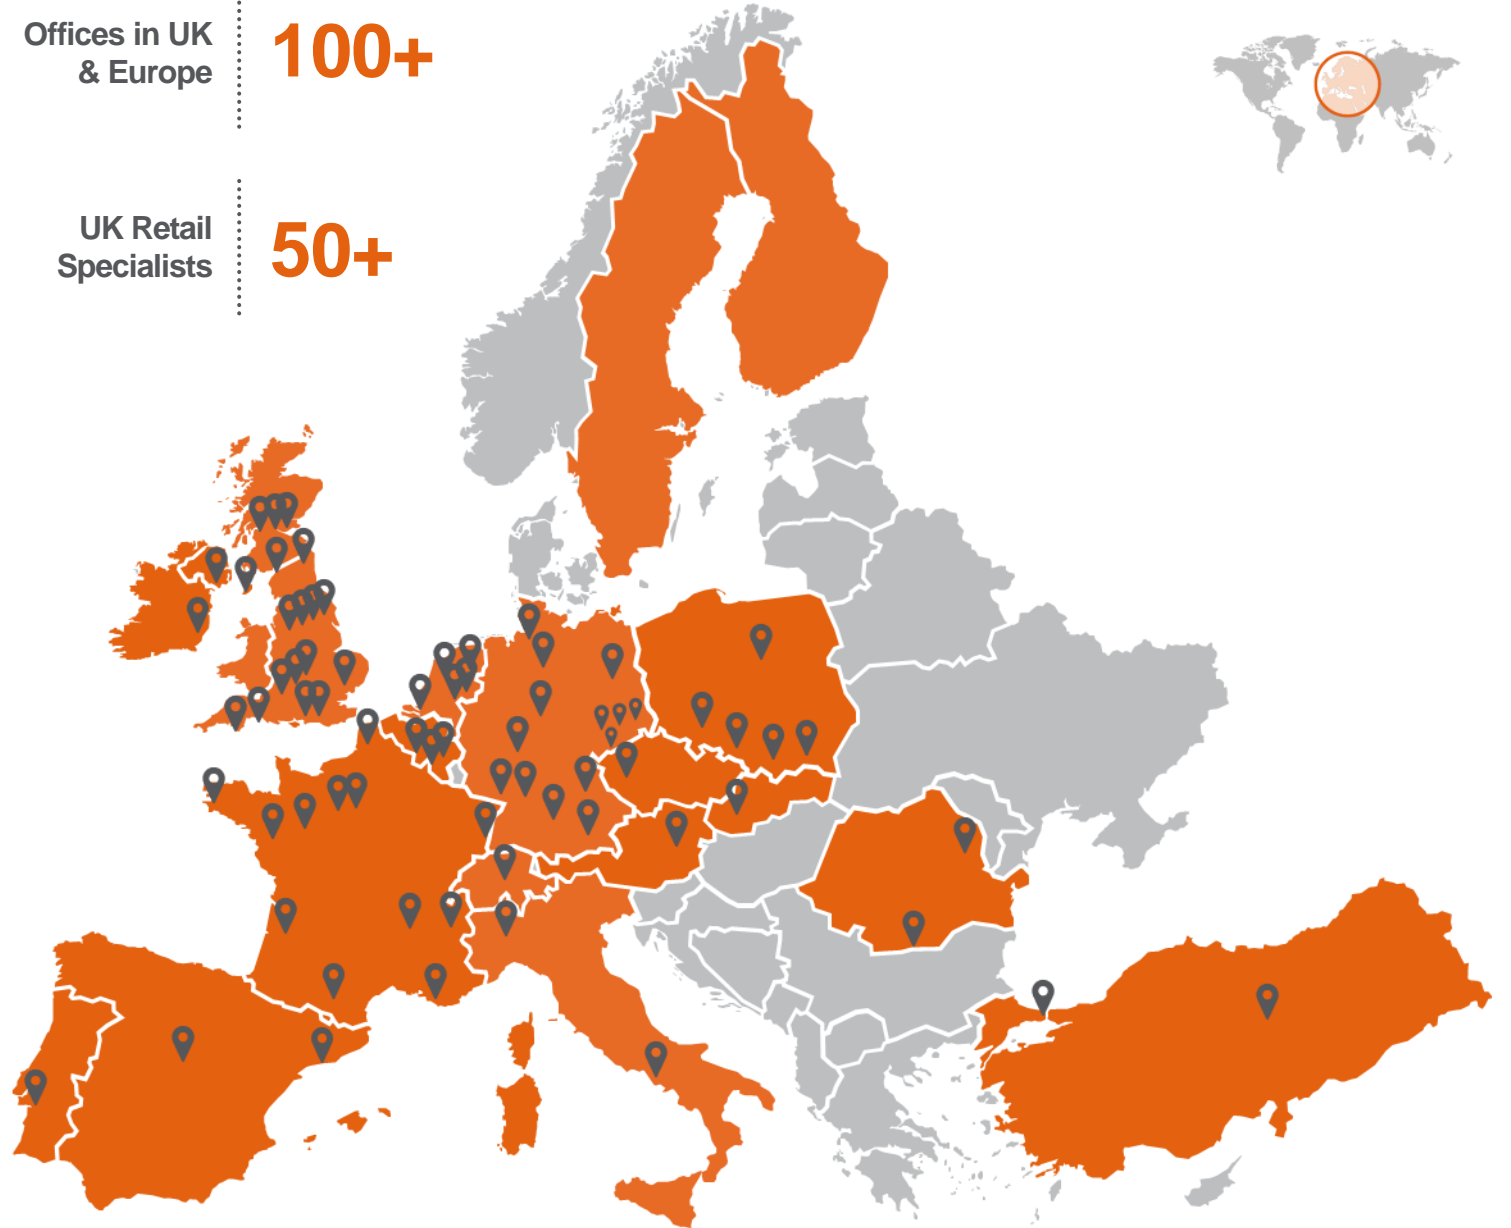 Offices in UK
& Europe
100+
UK Retail
Specialists
50+